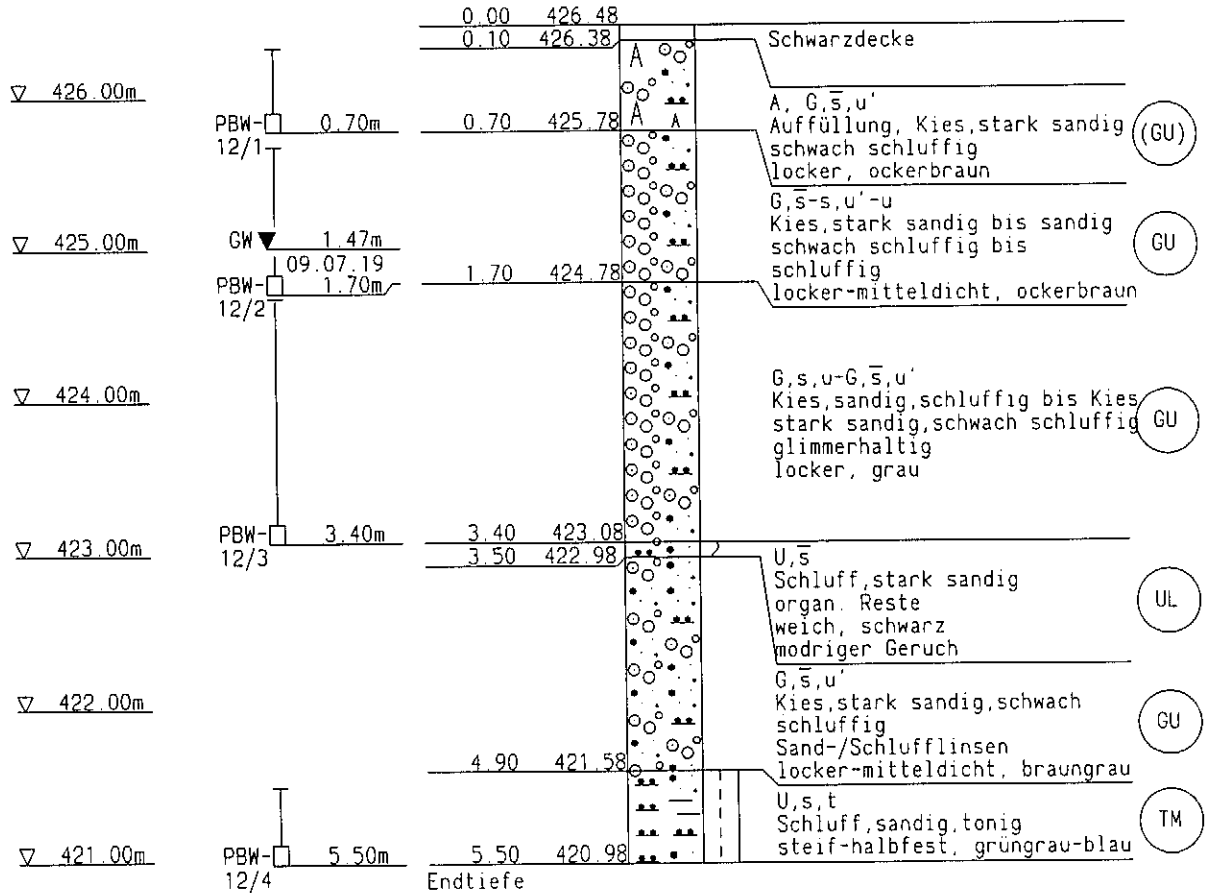 0.00 426.48
0.10 426.38
Schwarzdecke
▽ 426.00m
A
A, G,s̅,u'
PBW-12/1
0.70m
0.70 425.78
A A
Auffüllung, Kies,stark sandig
schwach schluffig
locker, ockerbraun
(GU)
G,s̅-s,u'-u
Kies,stark sandig bis sandig
schwach schluffig bis
schluffig
locker-mitteldicht, ockerbraun
GU
▽ 425.00m
GW ▼ 1.47m
09.07.19
PBW-12/2
1.70m
1.70 424.78
▽ 424.00m
G,s,u-G,s̅,u'
Kies,sandig,schluffig bis Kies
stark sandig,schwach schluffig
glimmerhaltig
locker, grau
GU
▽ 423.00m
PBW-12/3
3.40m
3.40 423.08
3.50 422.98
U,s̅
Schluff,stark sandig
organ. Reste
weich, schwarz
modriger Geruch
UL
▽ 422.00m
G,s̅,u'
Kies,stark sandig,schwach
schluffig
Sand-/Schlufflinsen
locker-mitteldicht, braungrau
GU
4.90 421.58
U,s,t
Schluff,sandig,tonig
steif-halbfest, grüngrau-blau
TM
▽ 421.00m
PBW-12/4
5.50m
5.50 420.98
Endtiefe